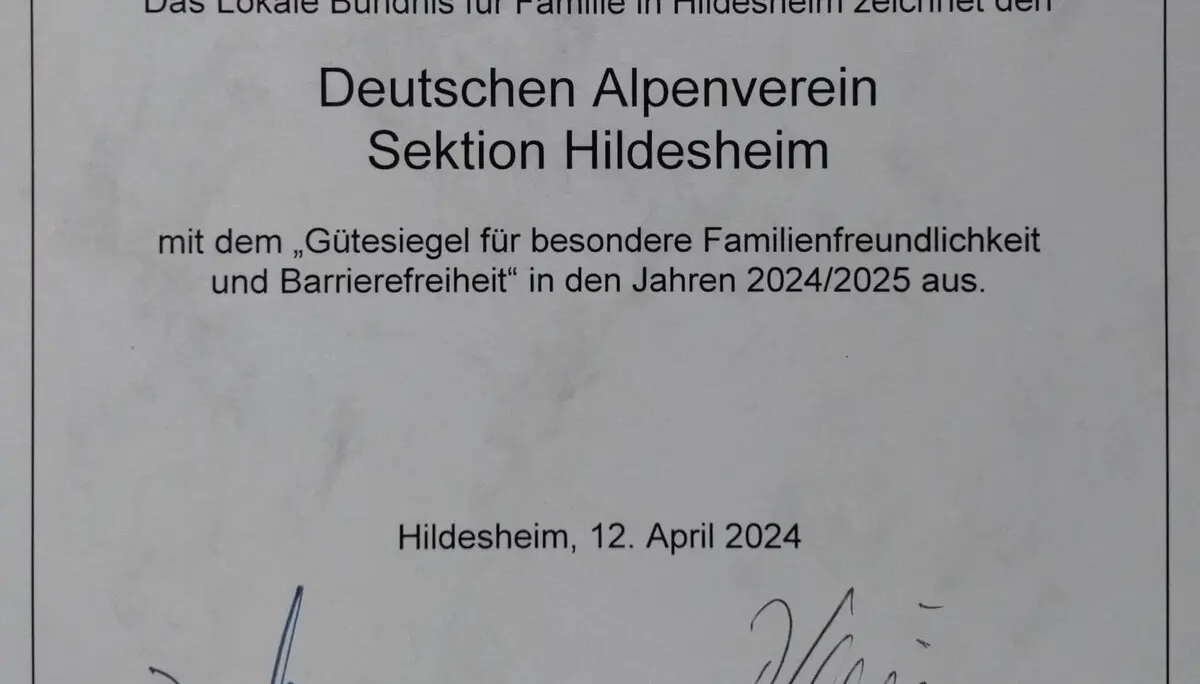 Das Lokale Bündnis für Familie in Hildesheim zeichnet den
Deutschen Alpenverein
Sektion Hildesheim
mit dem „Gütesiegel für besondere Familienfreundlichkeit
und Barrierefreiheit“ in den Jahren 2024/2025 aus.
Hildesheim, 12. April 2024